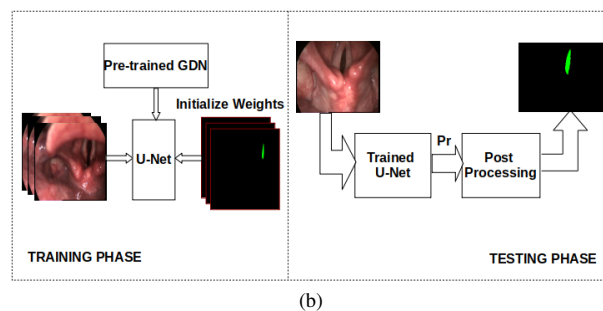 Pre-trained GDN
Initialize Weights
U-Net
TRAINING PHASE
Pr
Trained
U-Net
Post
Processing
TESTING PHASE
(b)